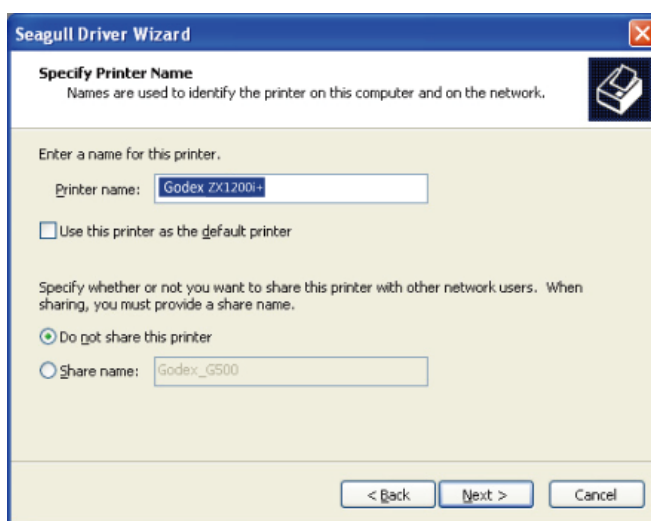 Seagull Driver Wizard
Specify Printer Name
Names are used to identify the printer on this computer and on the network.
Enter a name for this printer.
Printer name: Godex ZX1200i+
Use this printer as the default printer
Specify whether or not you want to share this printer with other network users. When
sharing, you must provide a share name.
Do not share this printer
Share name: Godex_G500
< Back Next > Cancel